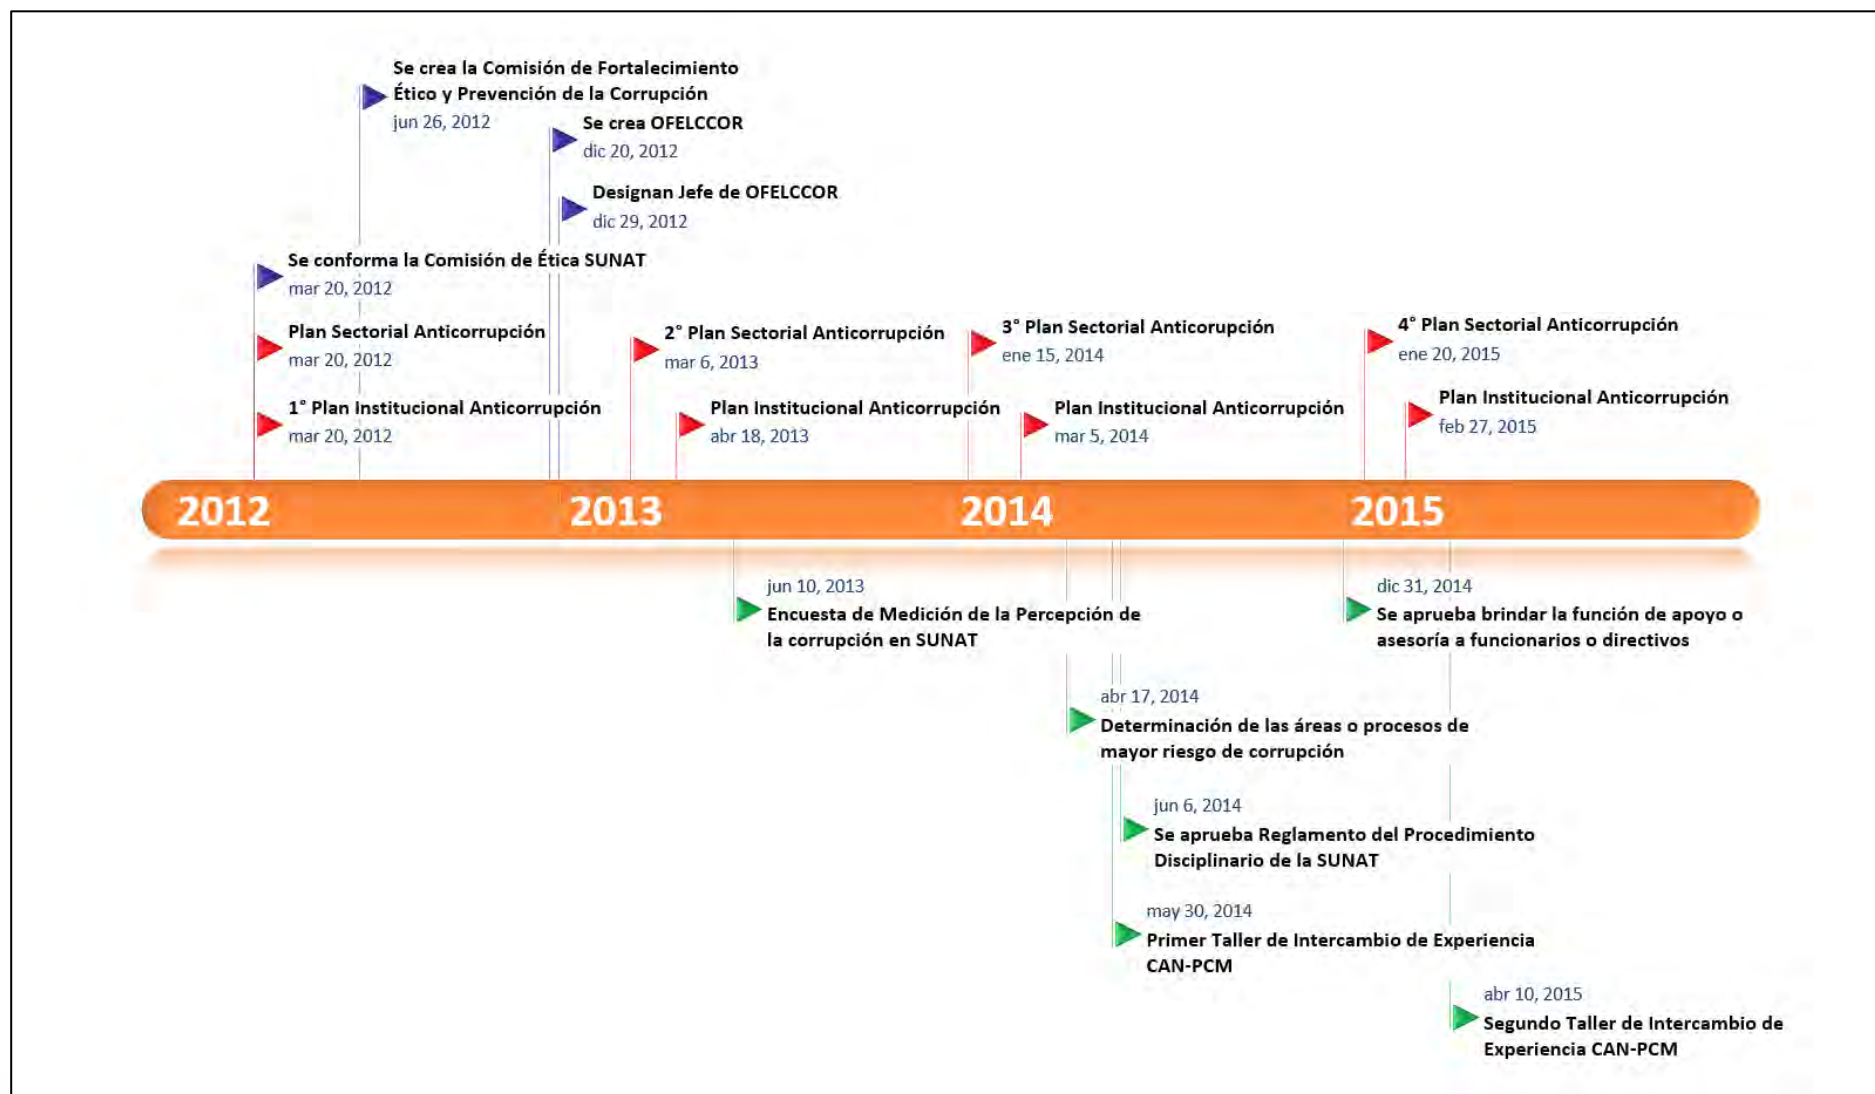 Se crea la Comisión de Fortalecimiento
Ético y Prevención de la Corrupción
jun 26, 2012
Se crea OFELCCOR
dic 20, 2012
Designan Jefe de OFELCCOR
dic 29, 2012
Se conforma la Comisión de Ética SUNAT
mar 20, 2012
Plan Sectorial Anticorrupción
mar 20, 2012
2° Plan Sectorial Anticorrupción
mar 6, 2013
3° Plan Sectorial Anticorupción
ene 15, 2014
4° Plan Sectorial Anticorrupción
ene 20, 2015
1° Plan Institucional Anticorrupción
mar 20, 2012
Plan Institucional Anticorrupción
abr 18, 2013
Plan Institucional Anticorrupción
mar 5, 2014
Plan Institucional Anticorrupción
feb 27, 2015
2012 2013 2014 2015
jun 10, 2013
Encuesta de Medición de la Percepción de
la corrupción en SUNAT
dic 31, 2014
Se aprueba brindar la función de apoyo o
asesoría a funcionarios o directivos
abr 17, 2014
Determinación de las áreas o procesos de
mayor riesgo de corrupción
jun 6, 2014
Se aprueba Reglamento del Procedimiento
Disciplinario de la SUNAT
may 30, 2014
Primer Taller de Intercambio de Experiencia
CAN-PCM
abr 10, 2015
Segundo Taller de Intercambio de
Experiencia CAN-PCM